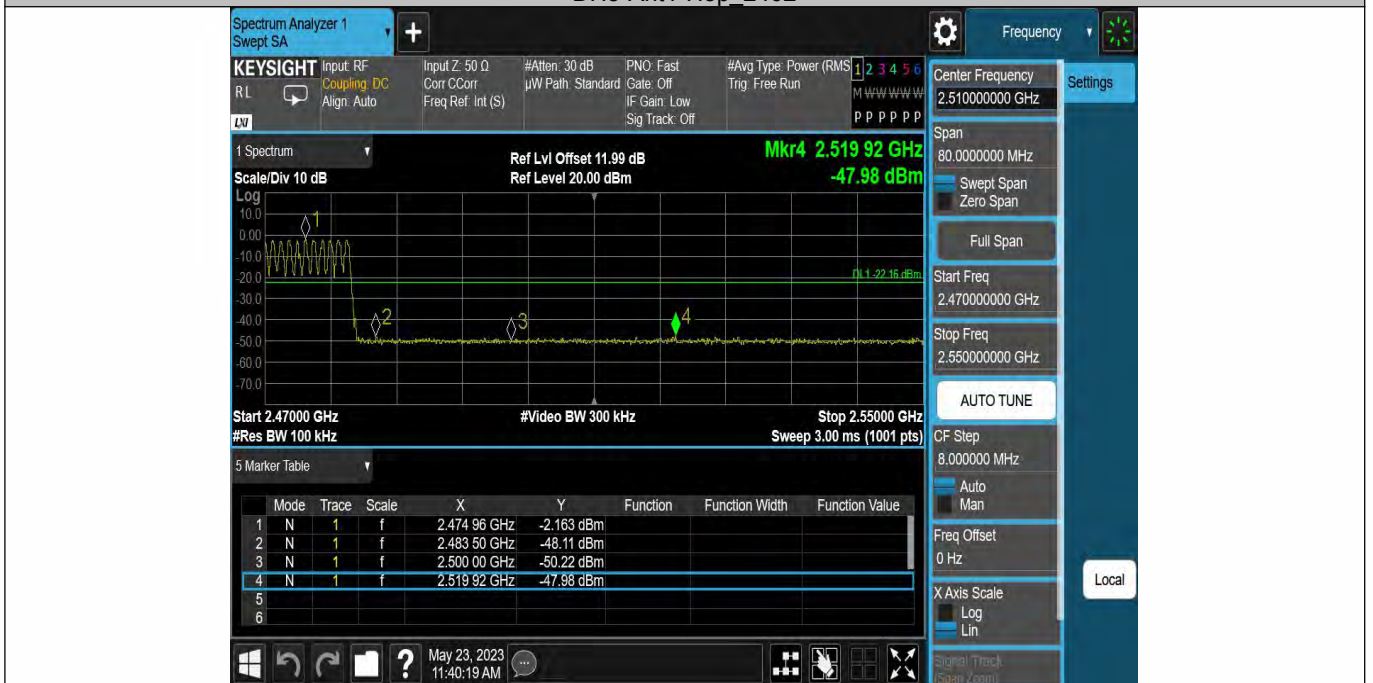 Spectrum Analyzer 1
Swept SA
+
Frequency
KEYSIGHT
RL
LXI
Input: RF
Coupling: DC
Align: Auto
Input Z: 50 Ω
Corr CCorr
Freq Ref: Int (S)
#Atten: 30 dB
µW Path: Standard
PNO: Fast
Gate: Off
IF Gain: Low
Sig Track: Off
#Avg Type: Power (RMS
Trig: Free Run
1 2 3 4 5 6
M W W W W W
P P P P P P
1 Spectrum
Scale/Div 10 dB
Ref Lvl Offset 11.99 dB
Ref Level 20.00 dBm
Mkr4 2.519 92 GHz
-47.98 dBm
Log
10.0
0.00
-10.0
-20.0
-30.0
-40.0
-50.0
-60.0
-70.0
1
2
3
4
DL1 -22.16 dBm
Start 2.47000 GHz
#Video BW 300 kHz
Stop 2.55000 GHz
#Res BW 100 kHz
Sweep 3.00 ms (1001 pts)
5 Marker Table
Mode Trace Scale X Y Function Function Width Function Value
1 N 1 f 2.474 96 GHz -2.163 dBm
2 N 1 f 2.483 50 GHz -48.11 dBm
3 N 1 f 2.500 00 GHz -50.22 dBm
4 N 1 f 2.519 92 GHz -47.98 dBm
5
6
?
May 23, 2023
11:40:19 AM
Center Frequency
2.510000000 GHz
Settings
Span
80.0000000 MHz
Swept Span
Zero Span
Full Span
Start Freq
2.470000000 GHz
Stop Freq
2.550000000 GHz
AUTO TUNE
CF Step
8.000000 MHz
Auto
Man
Freq Offset
0 Hz
X Axis Scale
Log
Lin
Signal Track
(Span Zoom)
Local